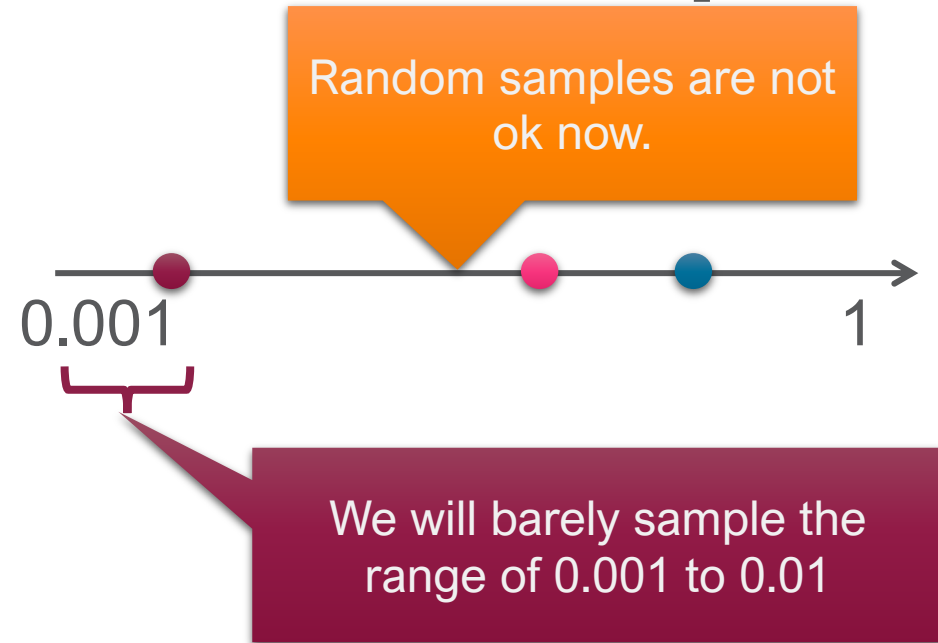 Random samples are not
ok now.
0.001
1
We will barely sample the
range of 0.001 to 0.01